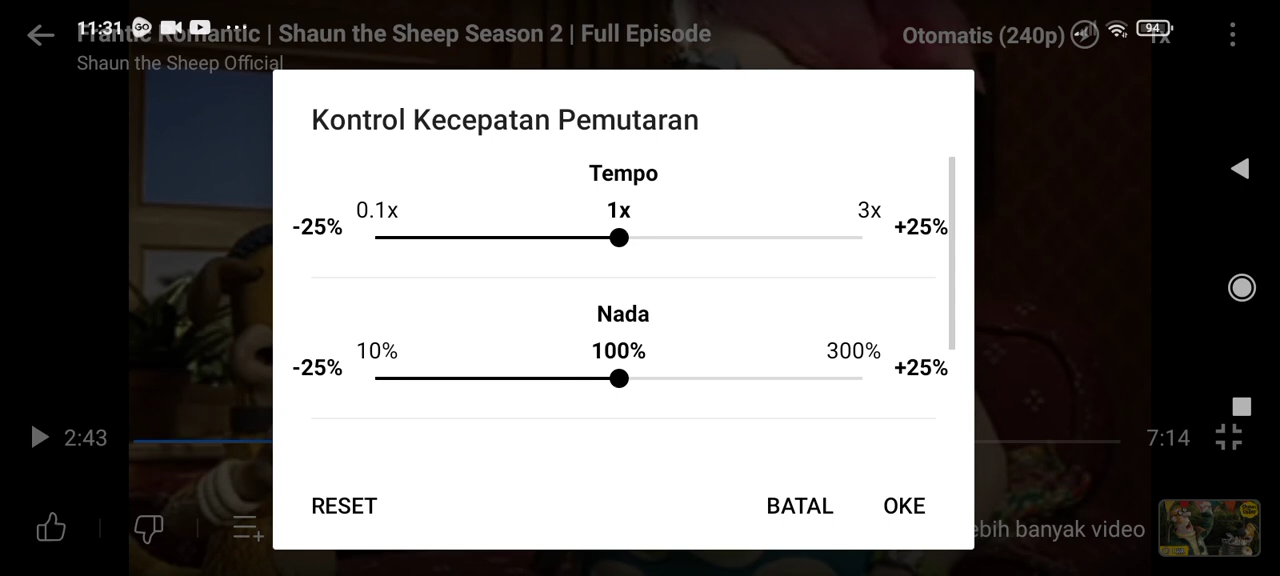 11:31 GO ... 94
Frantic Romantic | Shaun the Sheep Season 2 | Full Episode
Otomatis (240p) 1x
Shaun the Sheep Official
Kontrol Kecepatan Pemutaran
Tempo
0.1x 1x 3x
-25% +25%
Nada
10% 100% 300%
-25% +25%
2:43 7:14
RESET BATAL OKE
ebih banyak video